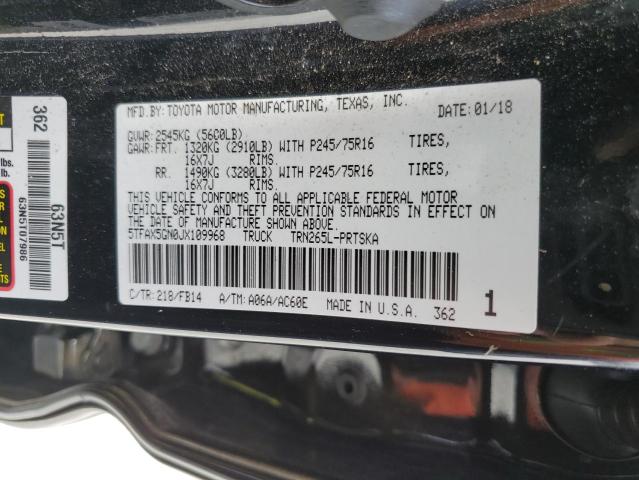 MFD.BY:TOYOTA MOTOR MANUFACTURING, TEXAS, INC. DATE:01/18
GVWR:2545KG (5600LB)
GAWR:FRT. 1320KG (2910LB) WITH P245/75R16 TIRES,
16X7J RIMS.
RR. 1490KG (3280LB) WITH P245/75R16 TIRES,
16X7J RIMS.
THIS VEHICLE CONFORMS TO ALL APPLICABLE FEDERAL MOTOR
VEHICLE SAFETY AND THEFT PREVENTION STANDARDS IN EFFECT ON
THE DATE OF MANUFACTURE SHOWN ABOVE.
5TFAX5GN0JX109968 TRUCK TRN265L-PRTSKA
C/TR:218/FB14 A/TM:A06A/AC60E MADE IN U.S.A. 362 1
362
63N5T
63N5T07986
lbs.
lb.